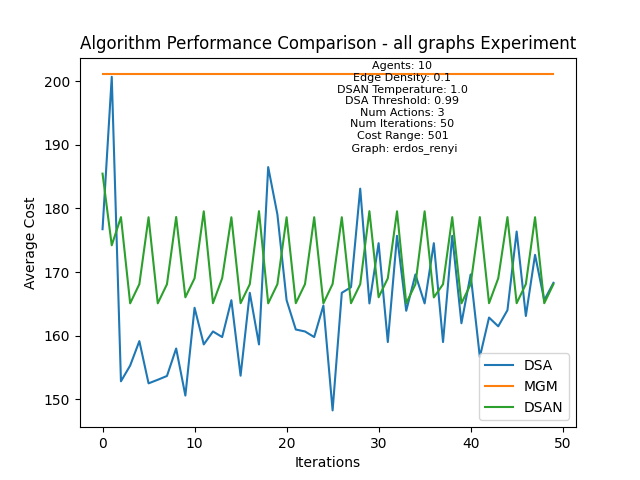 Algorithm Performance Comparison - all graphs Experiment
Agents: 10
Edge Density: 0.1
DSAN Temperature: 1.0
DSA Threshold: 0.99
Num Actions: 3
Num Iterations: 50
Cost Range: 501
Graph: erdos_renyi
200
190
180
170
160
150
Average Cost
DSA
MGM
DSAN
0 10 20 30 40 50
Iterations